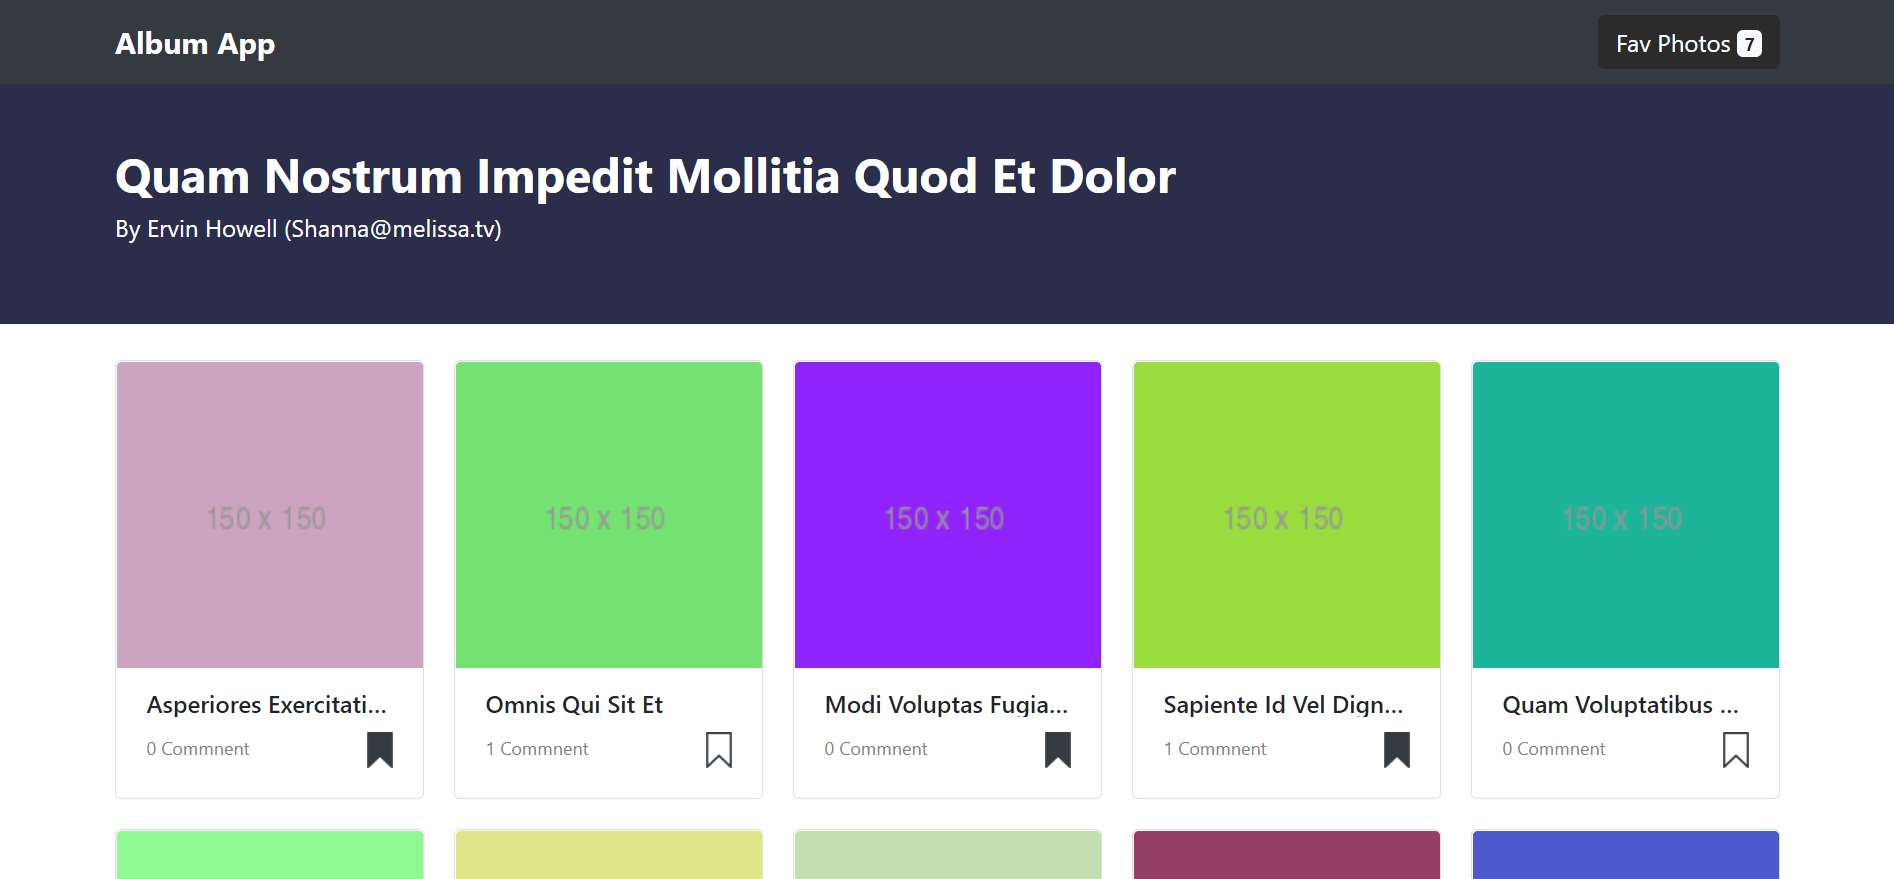 Album App
Fav Photos 7
Quam Nostrum Impedit Mollitia Quod Et Dolor
By Ervin Howell (Shanna@melissa.tv)
150 x 150
150 x 150
150 x 150
150 x 150
150 x 150
Asperiores Exercitati...
Omnis Qui Sit Et
Modi Voluptas Fugia...
Sapiente Id Vel Dign...
Quam Voluptatibus ...
0 Commnent
1 Commnent
0 Commnent
1 Commnent
0 Commnent